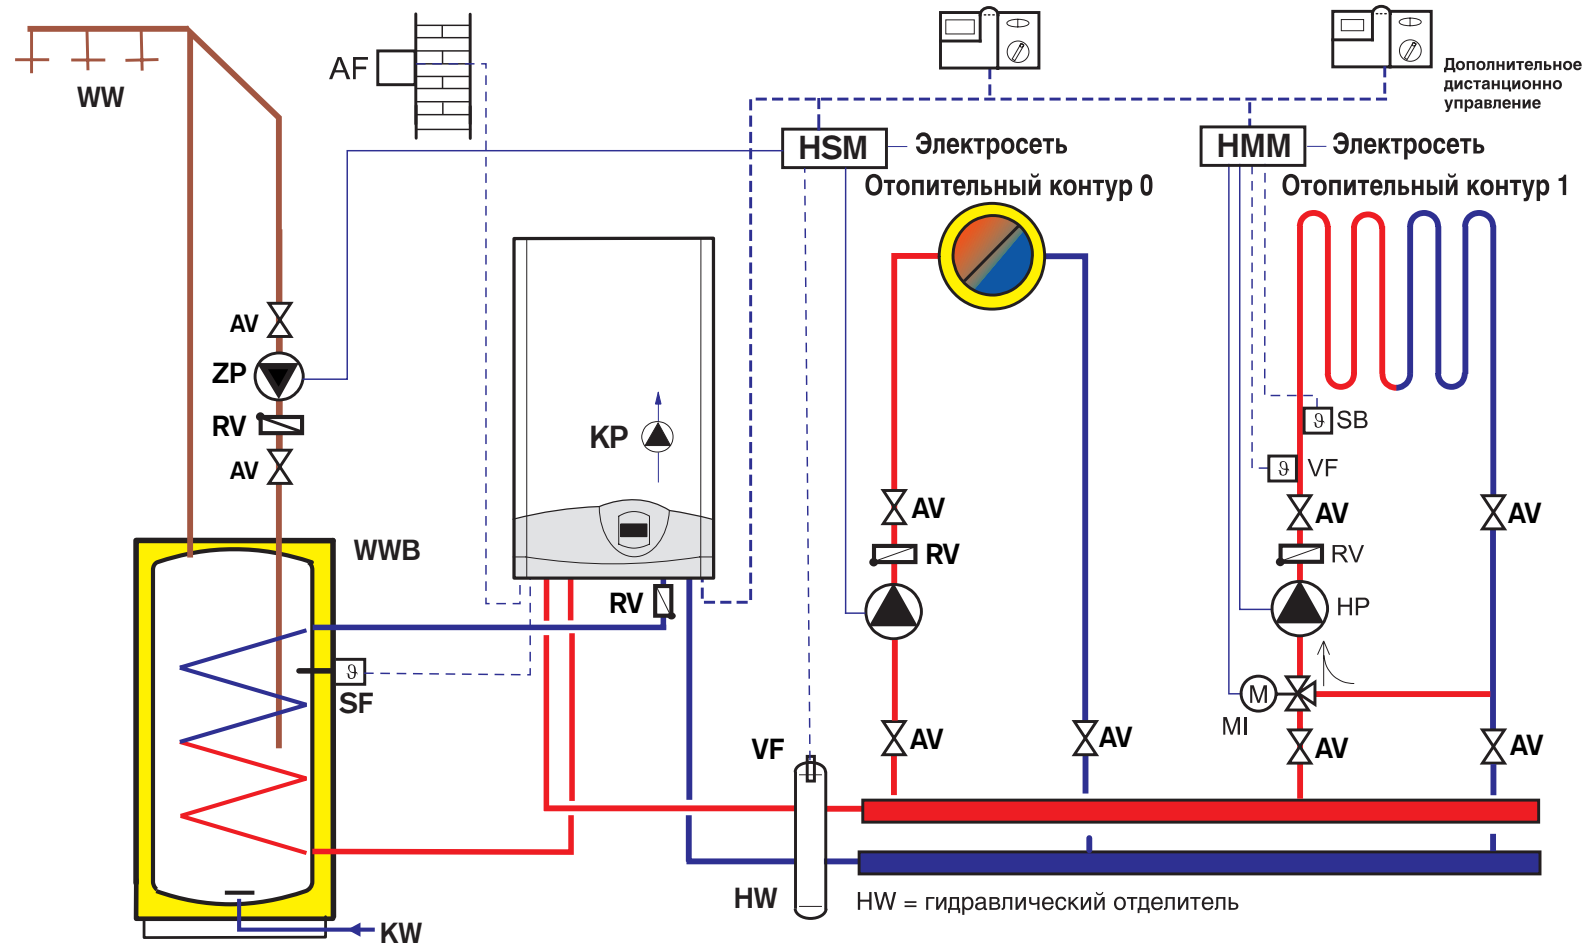 WW
AF
Дополнительное
дистанционно
управление
HSM
Электросеть
HMM
Электросеть
Отопительный контур 0
Отопительный контур 1
AV
ZP
RV
AV
KP
ϑ SB
ϑ VF
AV
AV
AV
RV
RV
WWB
RV
HP
ϑ
SF
M
MI
VF
AV
AV
AV
AV
HW
HW = гидравлический отделитель
KW